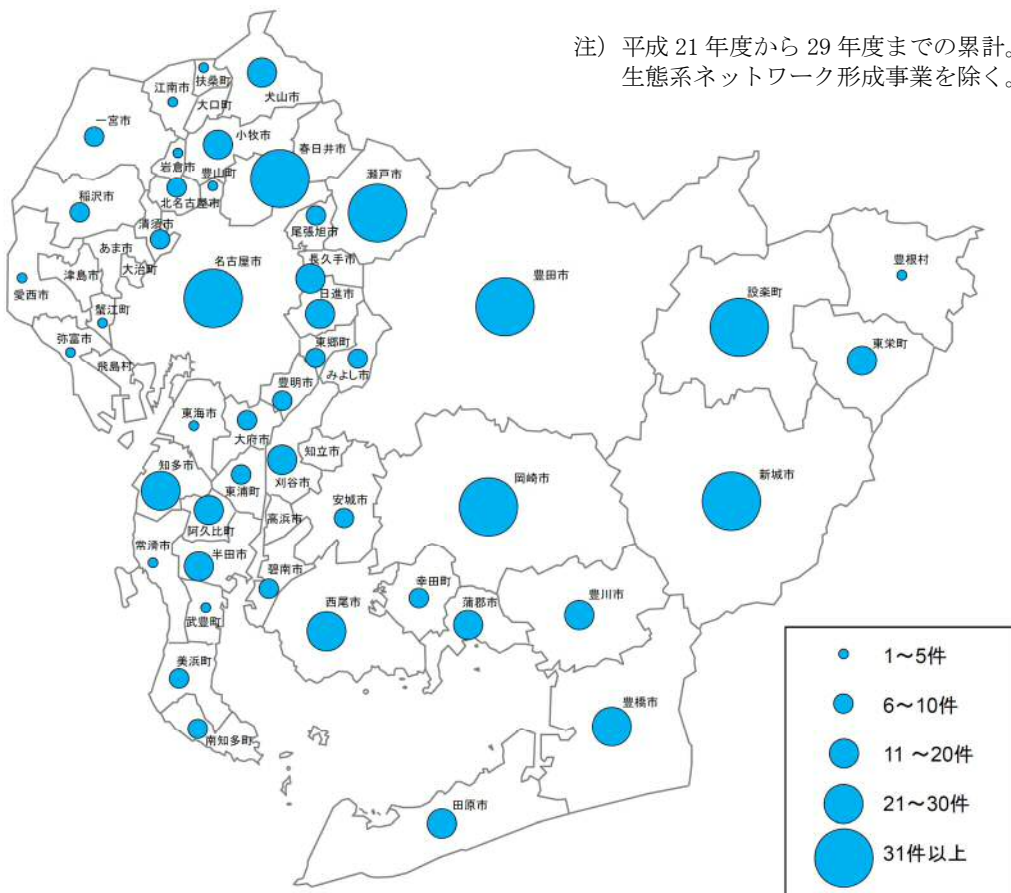 注）平成 21 年度から 29 年度までの累計。
生態系ネットワーク形成事業を除く。
扶桑町
江南市
大口町
犬山市
一宮市
小牧市
春日井市
岩倉市
豊山町
瀬戸市
稲沢市
北名古屋市
清須市
尾張旭市
あま市
名古屋市
長久手市
津島市
大治町
豊田市
豊根村
愛西市
日進市
設楽町
蟹江町
弥富市
東郷町
東栄町
飛島村
みよし市
豊明市
東海市
大府市
知立市
知多市
東浦町
刈谷市
岡崎市
新城市
安城市
高浜市
阿久比町
常滑市
半田市
碧南市
幸田町
豊川市
西尾市
蒲郡市
武豊町
美浜町
豊橋市
南知多町
田原市
1～5件
6～10件
11 ～20件
21～30件
31件以上